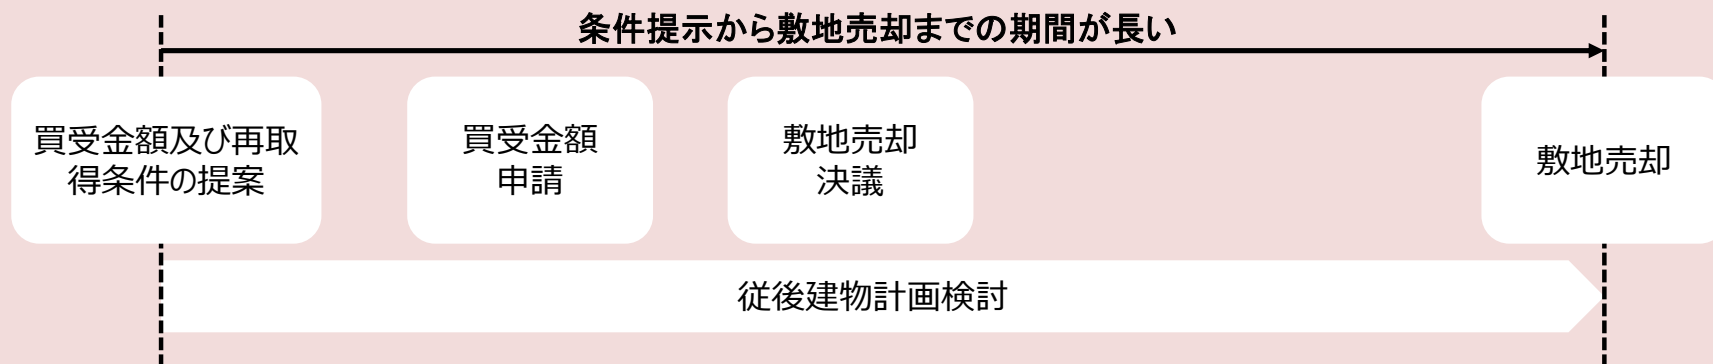 条件提示から敷地売却までの期間が長い
買受金額及び再取
得条件の提案
買受金額
申請
敷地売却
決議
敷地売却
従後建物計画検討